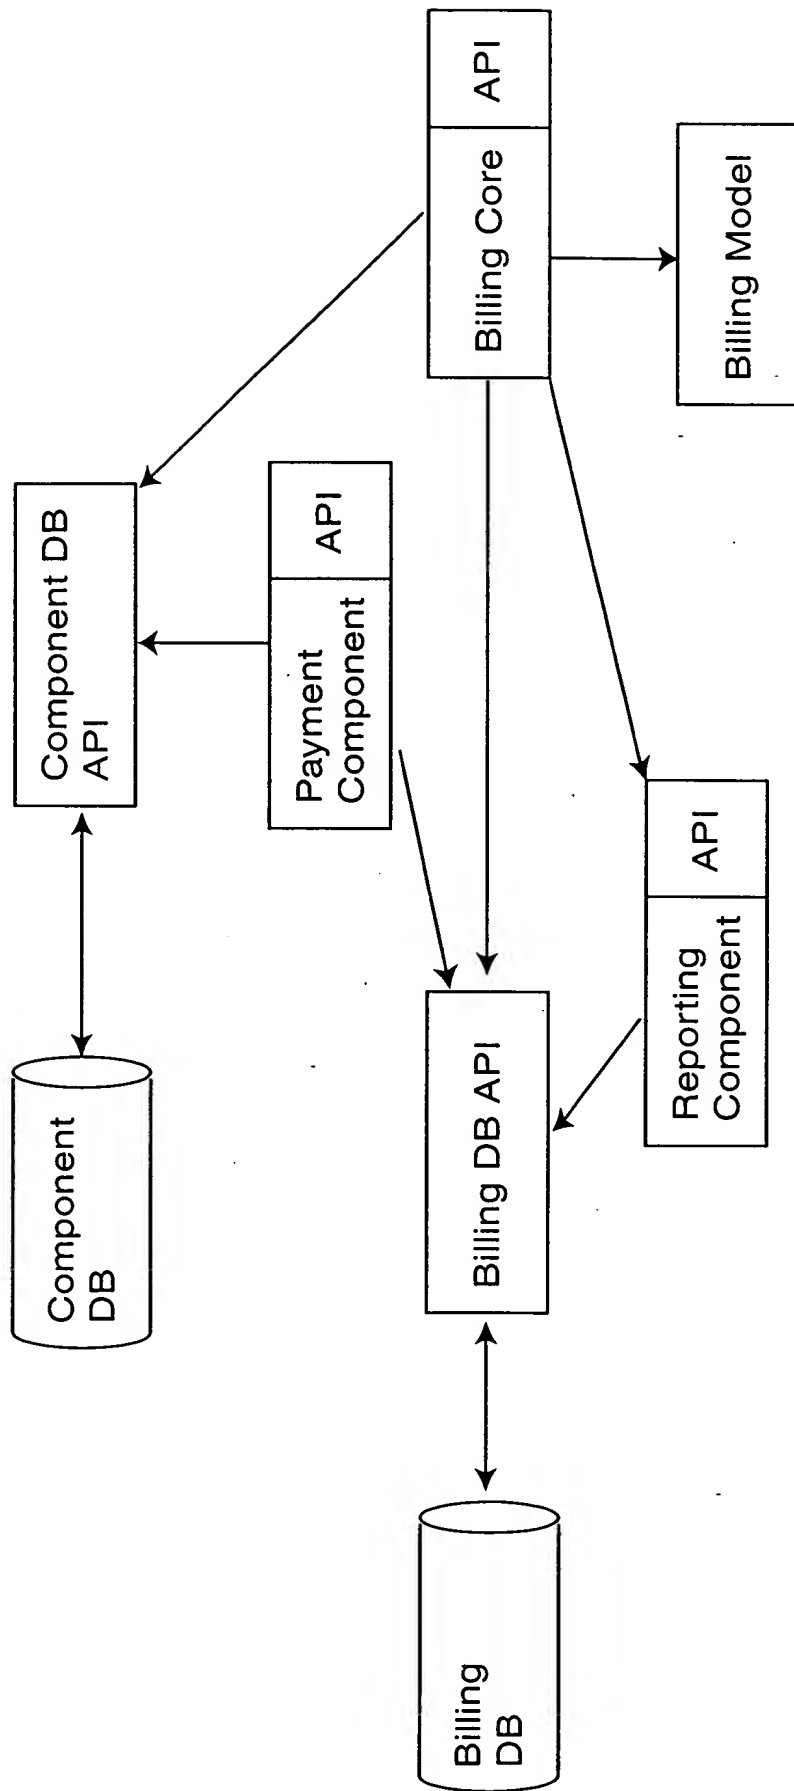 Component
DB
Component DB
API
Payment
Component
API
Billing
DB
Billing DB API
Billing Core
API
Reporting
Component
API
Billing Model